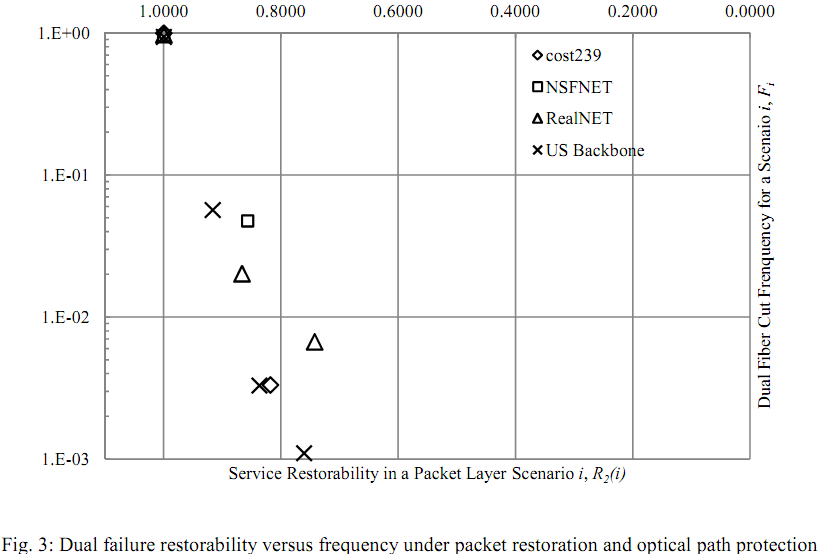 1.0000 0.8000 0.6000 0.4000 0.2000 0.0000
1.E+00
1.E-01
1.E-02
1.E-03
cost239
NSFNET
RealNET
US Backbone
Dual Fiber Cut Frenquency for a Scenaio i, Fi
Service Restorability in a Packet Layer Scenario i, R2(i)
Fig. 3: Dual failure restorability versus frequency under packet restoration and optical path protection